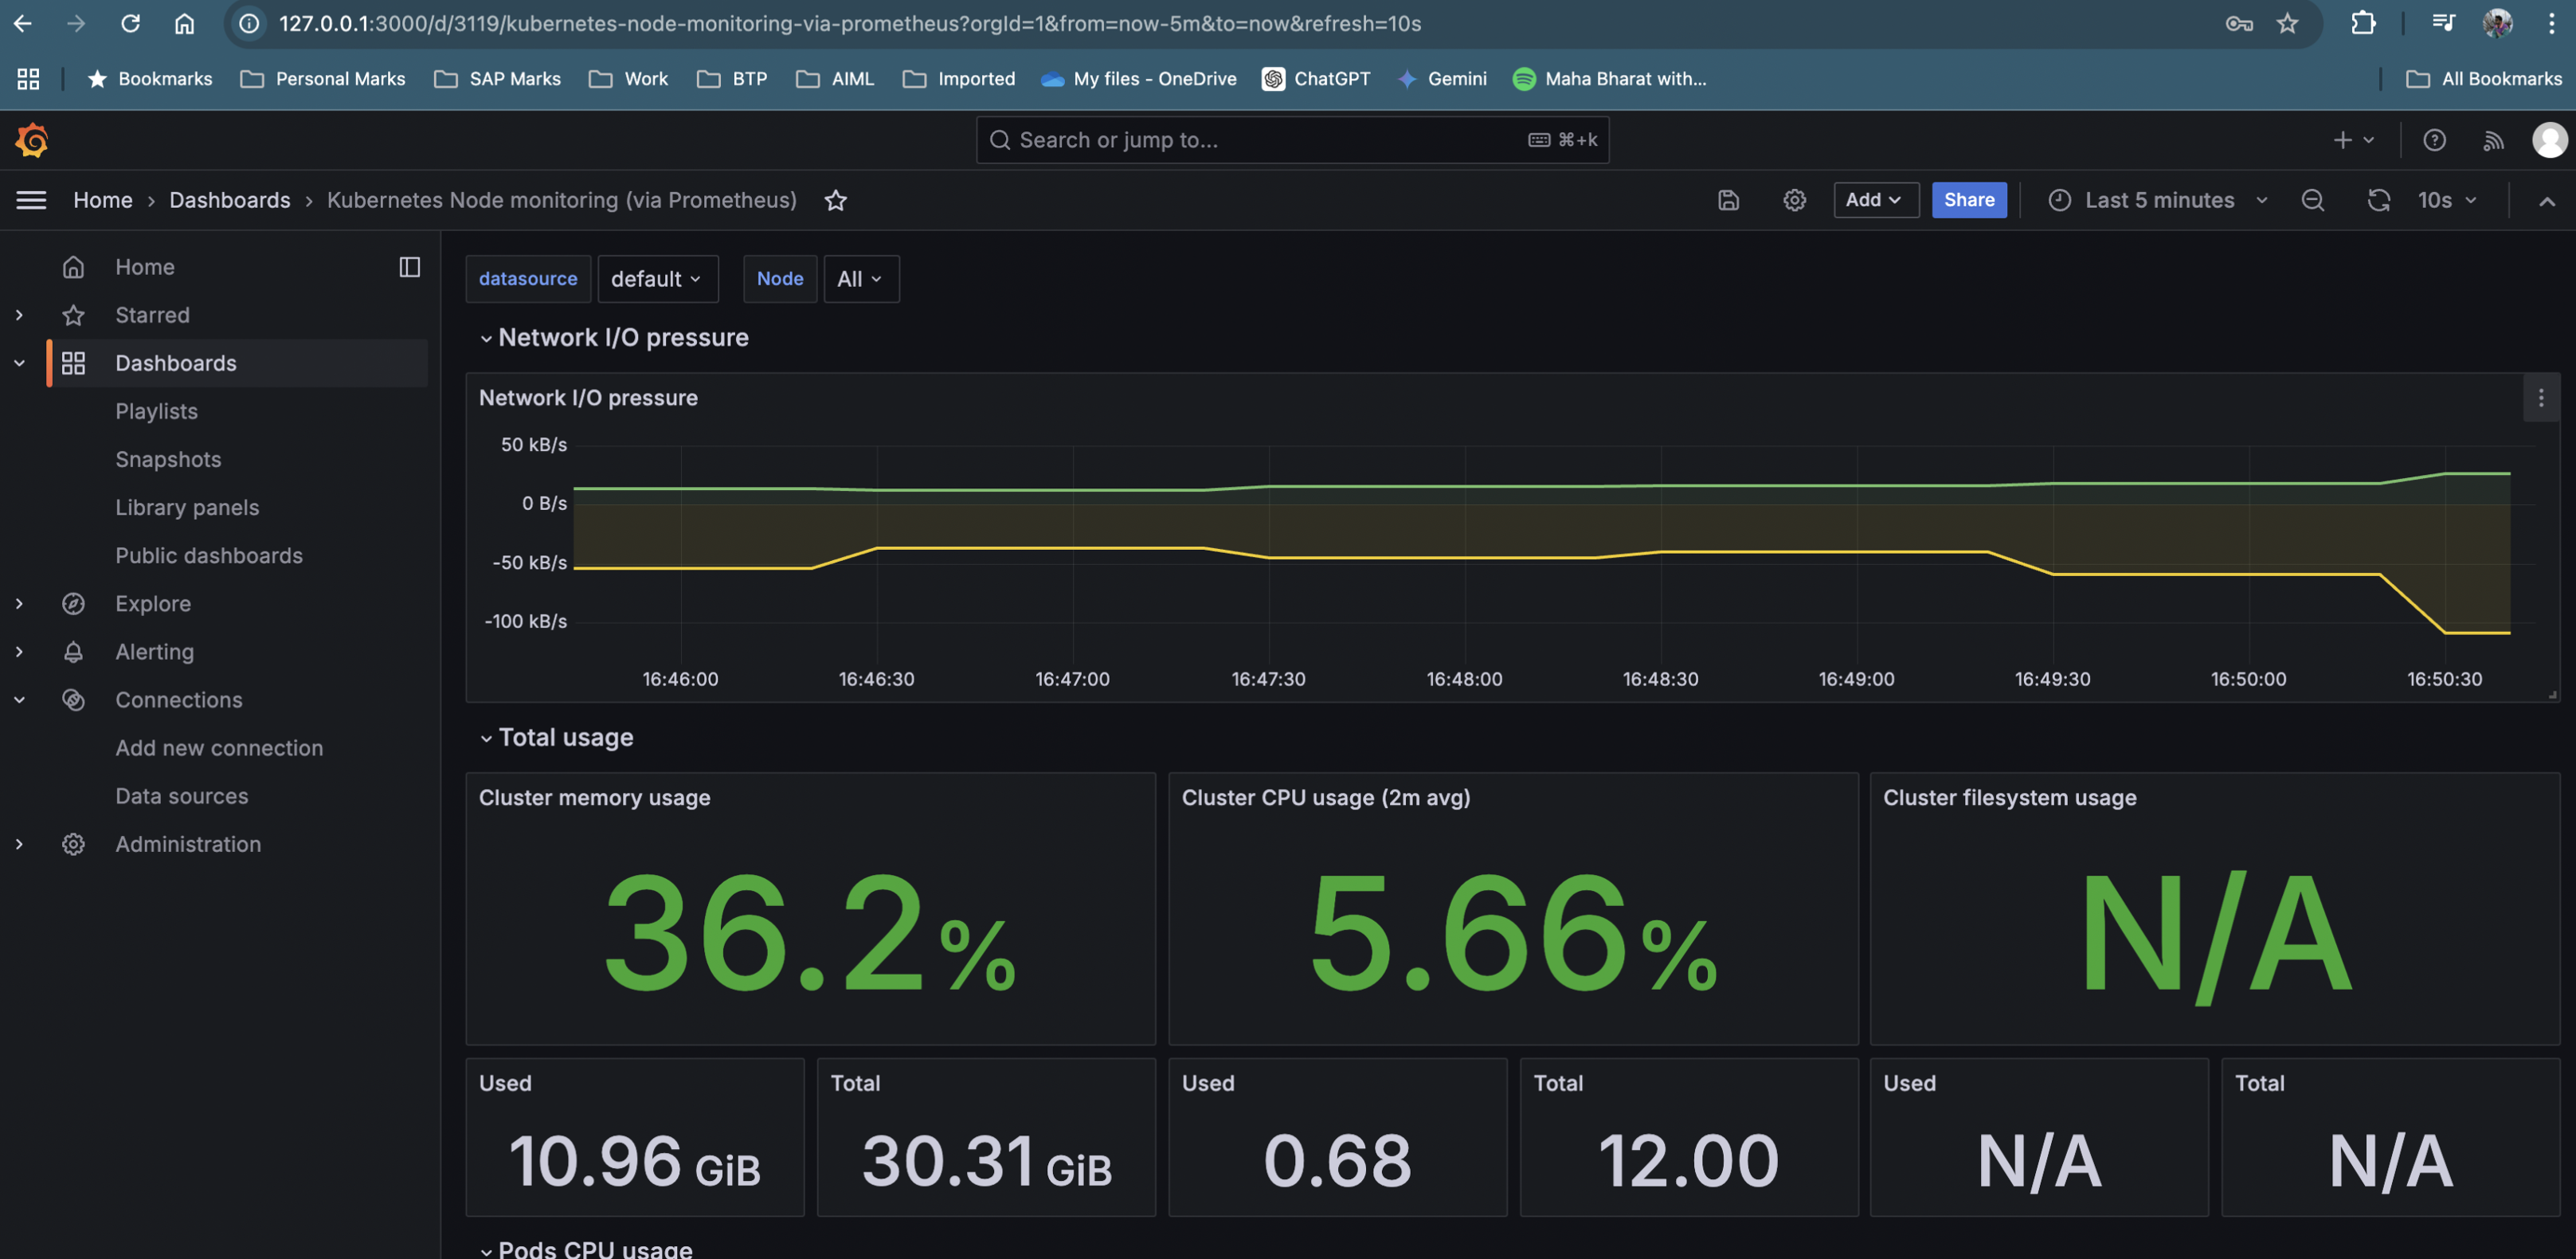 127.0.0.1:3000/d/3119/kubernetes-node-monitoring-via-prometheus?orgId=1&from=now-5m&to=now&refresh=10s
Bookmarks Personal Marks SAP Marks Work BTP AIML Imported My files - OneDrive ChatGPT Gemini Maha Bharat with... All Bookmarks
Search or jump to... ⌘+k
Home › Dashboards › Kubernetes Node monitoring (via Prometheus) Add Share Last 5 minutes 10s
Home
Starred
Dashboards
Playlists
Snapshots
Library panels
Public dashboards
Explore
Alerting
Connections
Add new connection
Data sources
Administration
datasource default Node All
Network I/O pressure
Network I/O pressure
50 kB/s
0 B/s
-50 kB/s
-100 kB/s
16:46:00 16:46:30 16:47:00 16:47:30 16:48:00 16:48:30 16:49:00 16:49:30 16:50:00 16:50:30
Total usage
Cluster memory usage
36.2%
Cluster CPU usage (2m avg)
5.66%
Cluster filesystem usage
N/A
Used
10.96 GiB
Total
30.31 GiB
Used
0.68
Total
12.00
Used
N/A
Total
N/A
Pods CPU usage